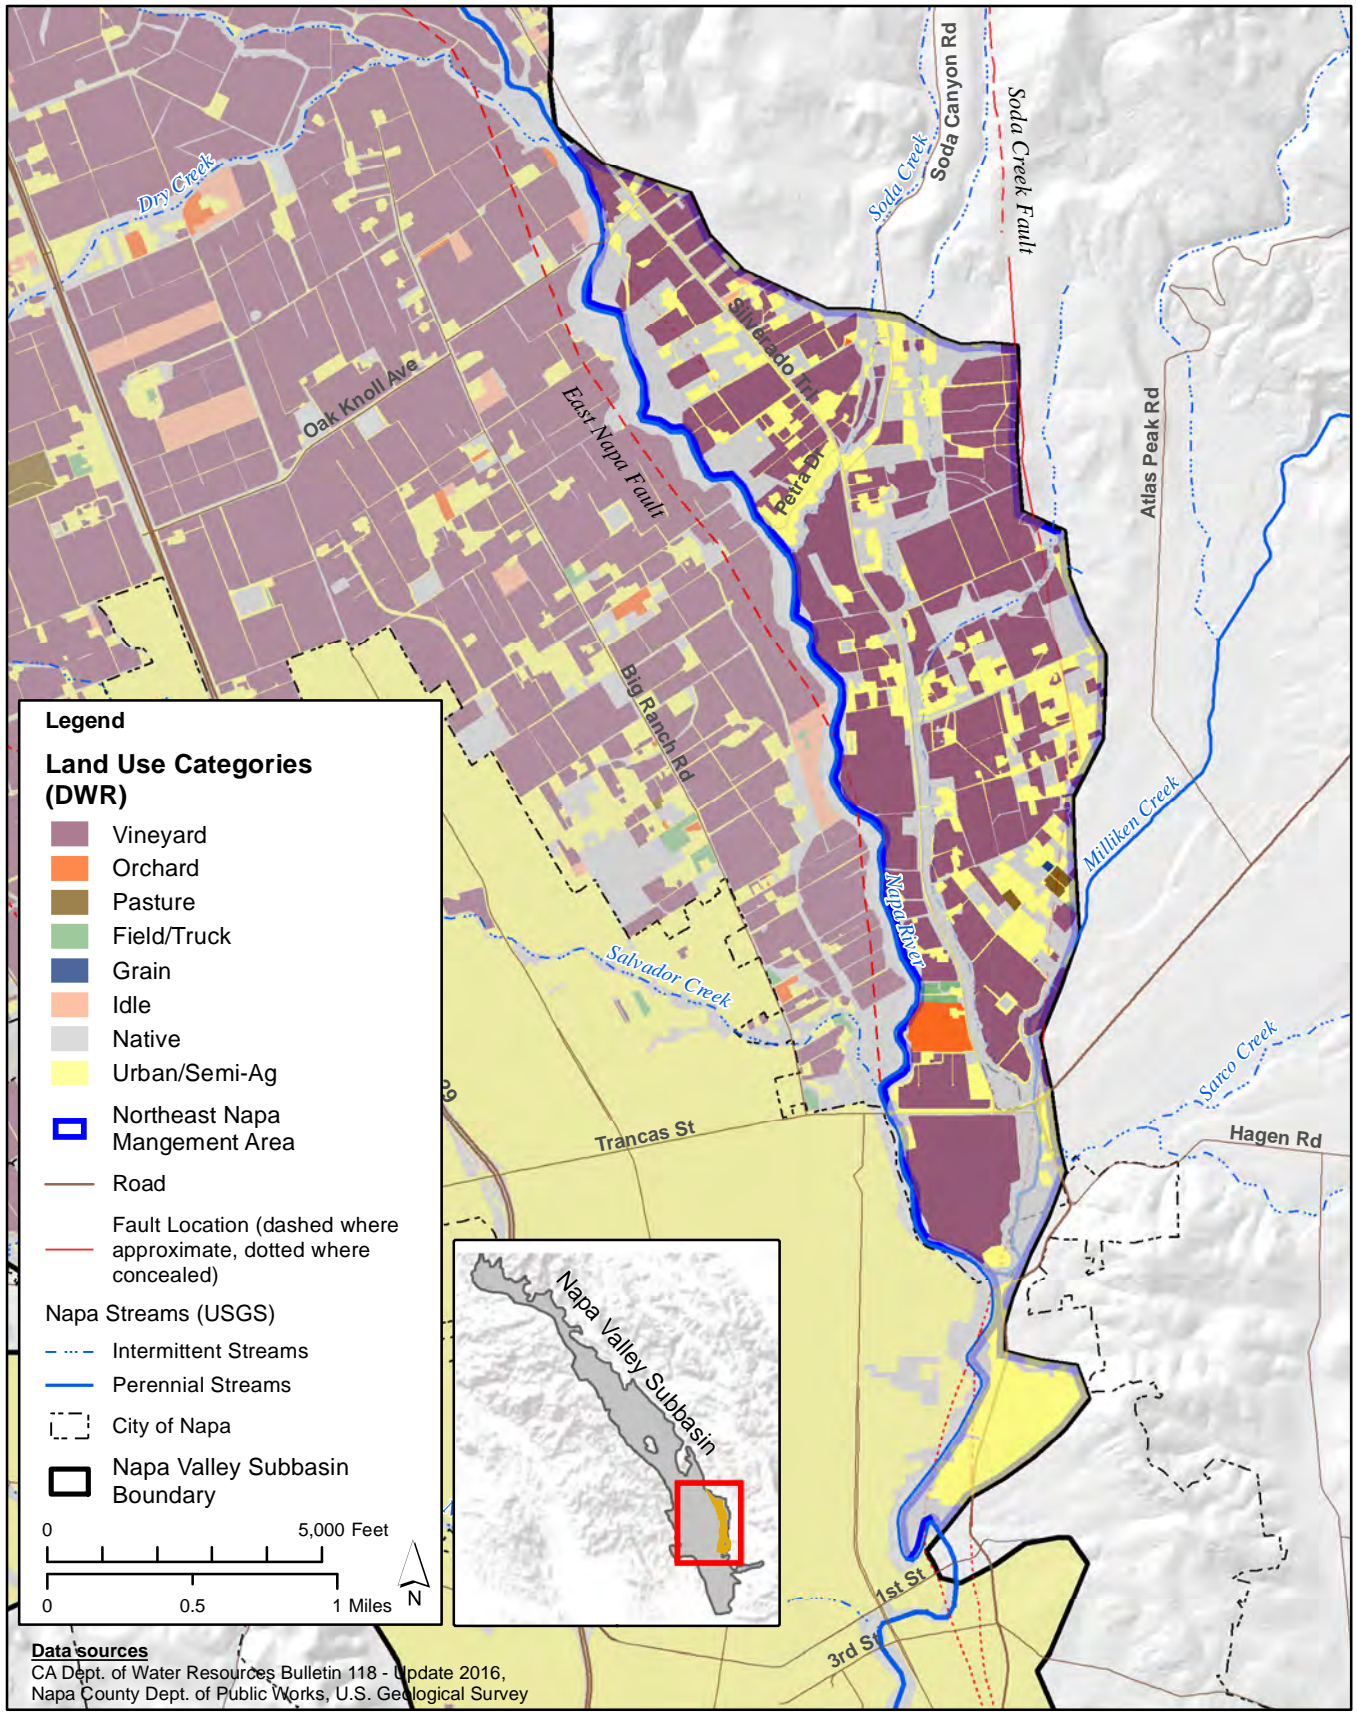 Soda Canyon Rd
Soda Creek
Soda Creek Fault
Dry Creek
Silverado Trl
Oak Knoll Ave
East Napa Fault
Petra Dr
Atlas Peak Rd
Big Ranch Rd
Milliken Creek
Napa River
Salvador Creek
Sarco Creek
29
Trancas St
Hagen Rd
1st St
3rd St
Legend
Land Use Categories
(DWR)
Vineyard
Orchard
Pasture
Field/Truck
Grain
Idle
Native
Urban/Semi-Ag
Northeast Napa
Mangement Area
Road
Fault Location (dashed where
approximate, dotted where
concealed)
Napa Streams (USGS)
Intermittent Streams
Perennial Streams
City of Napa
Napa Valley Subbasin
Boundary
0 5,000 Feet
0 0.5 1 Miles
N
Napa Valley Subbasin
Data sources
CA Dept. of Water Resources Bulletin 118 - Update 2016,
Napa County Dept. of Public Works, U.S. Geological Survey